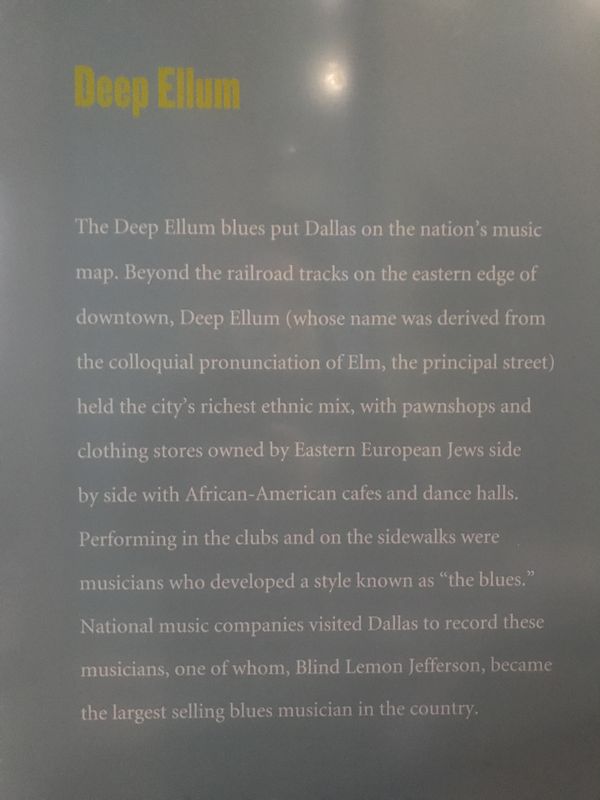 Deep Ellum
The Deep Ellum blues put Dallas on the nation's music
map. Beyond the railroad tracks on the eastern edge of
downtown, Deep Ellum (whose name was derived from
the colloquial pronunciation of Elm, the principal street)
held the city's richest ethnic mix, with pawnshops and
clothing stores owned by Eastern European Jews side
by side with African-American cafes and dance halls.
Performing in the clubs and on the sidewalks were
musicians who developed a style known as “the blues.”
National music companies visited Dallas to record these
musicians, one of whom, Blind Lemon Jefferson, became
the largest selling blues musician in the country.